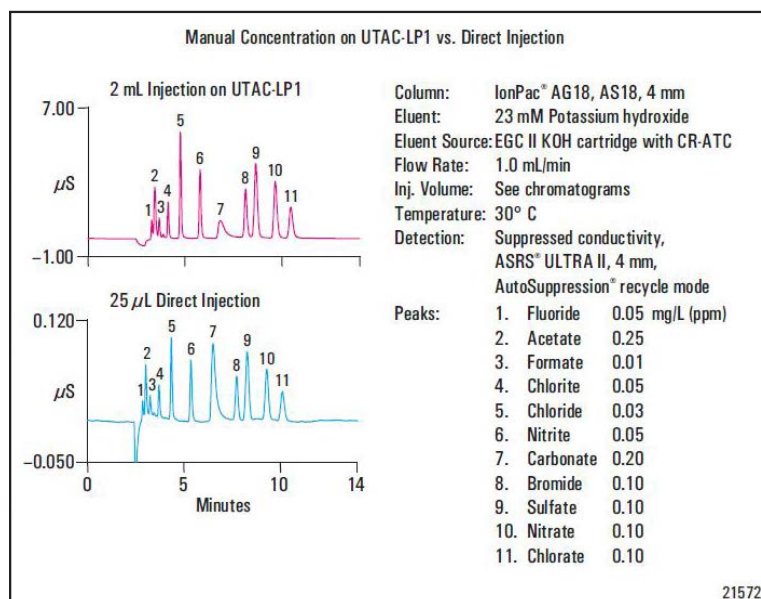 Manual Concentration on UTAC-LP1 vs. Direct Injection
2 mL Injection on UTAC-LP1
7.00
µS
−1.00
1
2
3
4
5
6
7
8
9
10
11
25 µL Direct Injection
0.120
µS
−0.050
1
2
3
4
5
6
7
8
9
10
11
0 5 10 14
Minutes
Column: IonPac® AG18, AS18, 4 mm
Eluent: 23 mM Potassium hydroxide
Eluent Source: EGC II KOH cartridge with CR-ATC
Flow Rate: 1.0 mL/min
Inj. Volume: See chromatograms
Temperature: 30° C
Detection: Suppressed conductivity,
ASRS® ULTRA II, 4 mm,
AutoSuppression® recycle mode
Peaks: 1. Fluoride 0.05 mg/L (ppm)
2. Acetate 0.25
3. Formate 0.01
4. Chlorite 0.05
5. Chloride 0.03
6. Nitrite 0.05
7. Carbonate 0.20
8. Bromide 0.10
9. Sulfate 0.10
10. Nitrate 0.10
11. Chlorate 0.10
21572